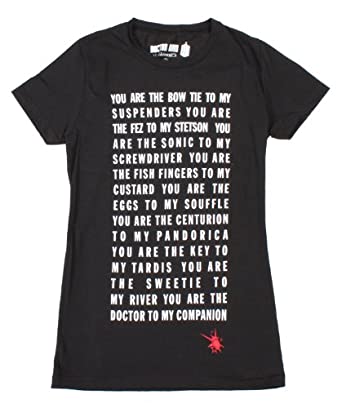 DOCTOR WHO
YOU ARE THE BOW TIE TO MY
SUSPENDERS YOU ARE
THE FEZ TO MY STETSON YOU
ARE THE SONIC TO MY
SCREWDRIVER YOU ARE
THE FISH FINGERS TO MY
CUSTARD YOU ARE THE
EGGS TO MY SOUFFLE
YOU ARE THE CENTURION
TO MY PANDORICA
YOU ARE THE KEY TO
MY TARDIS YOU ARE
THE SWEETIE TO
MY RIVER YOU ARE THE
DOCTOR TO MY COMPANION